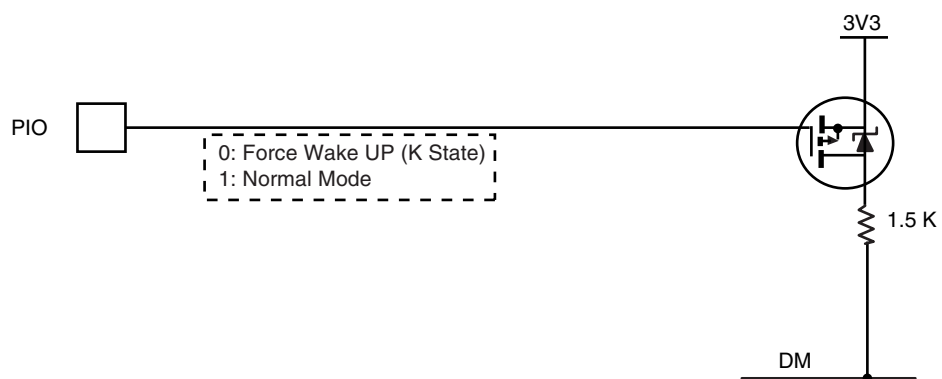 3V3
PIO
0: Force Wake UP (K State)
1: Normal Mode
1.5 K
DM